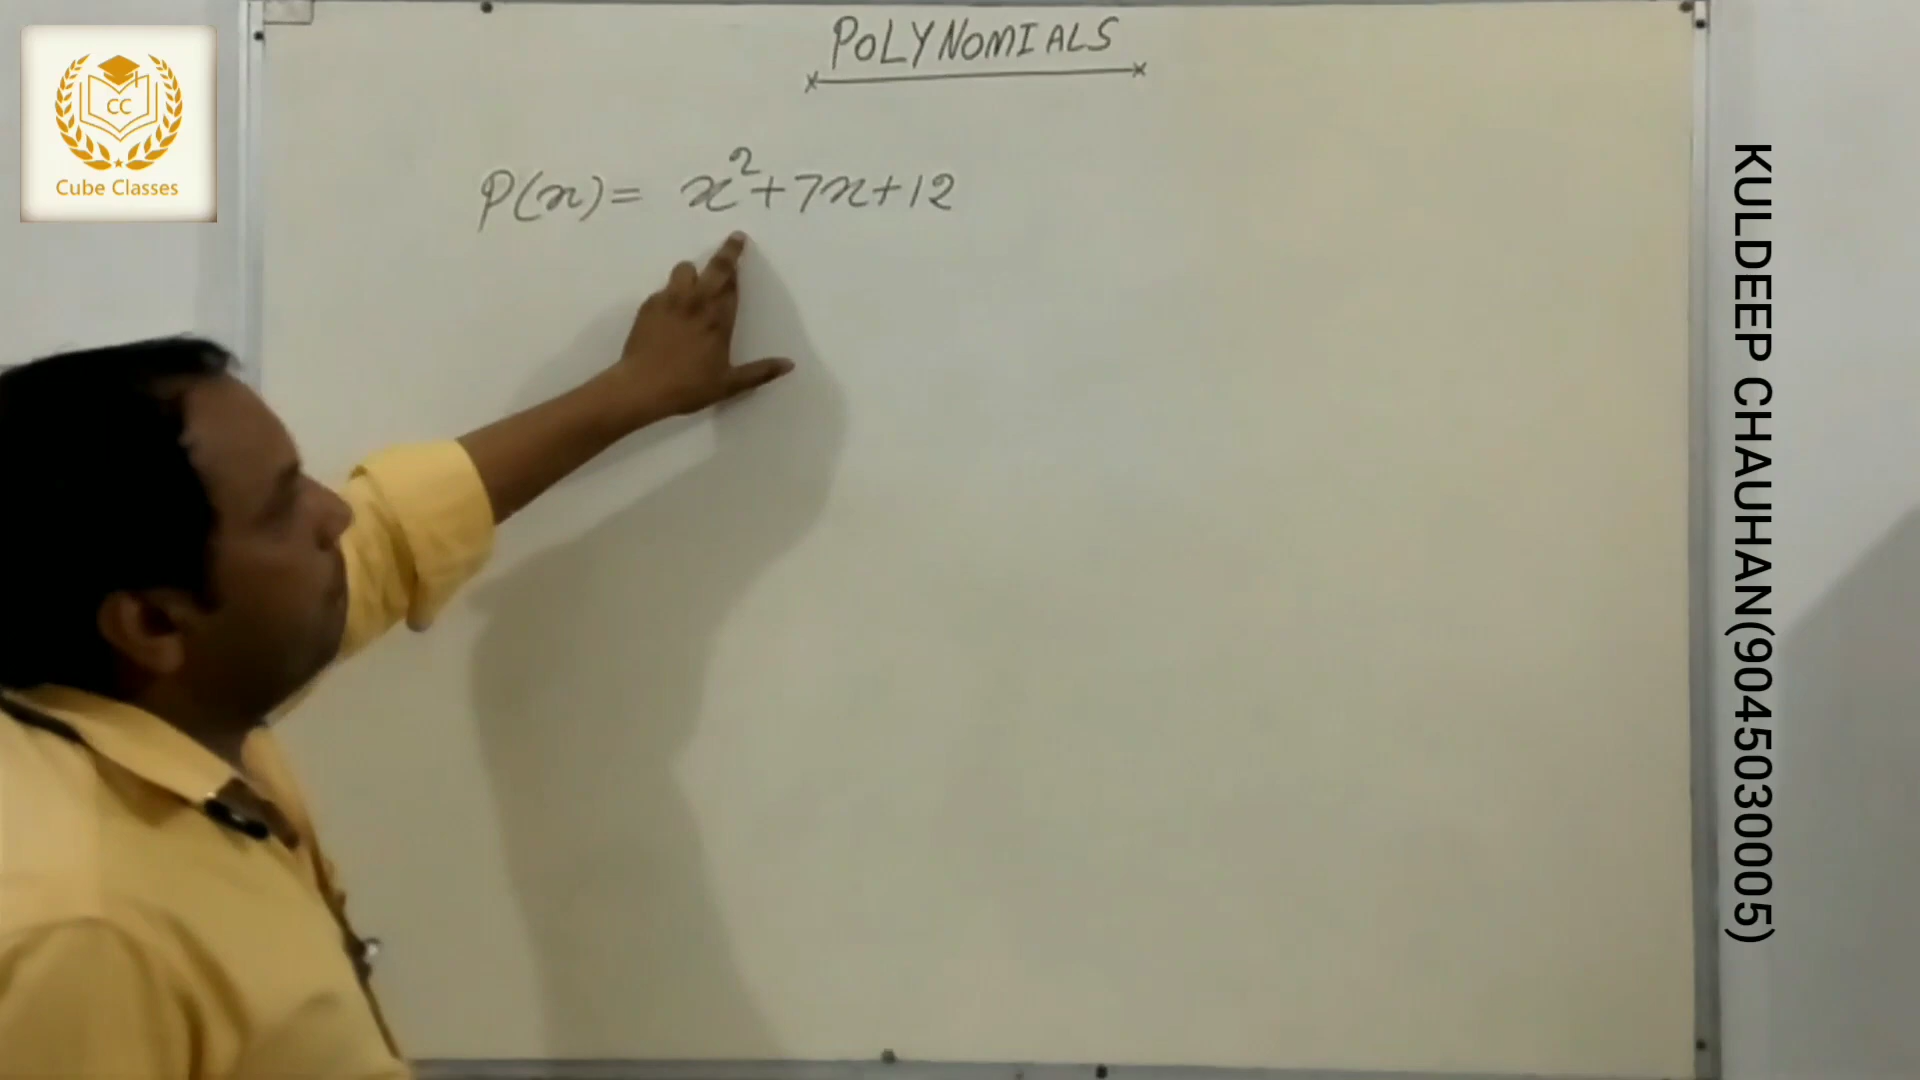 POLYNOMIALS
P(x) = x²+7x+12
CC
Cube Classes
KULDEEP CHAUHAN(9045030005)